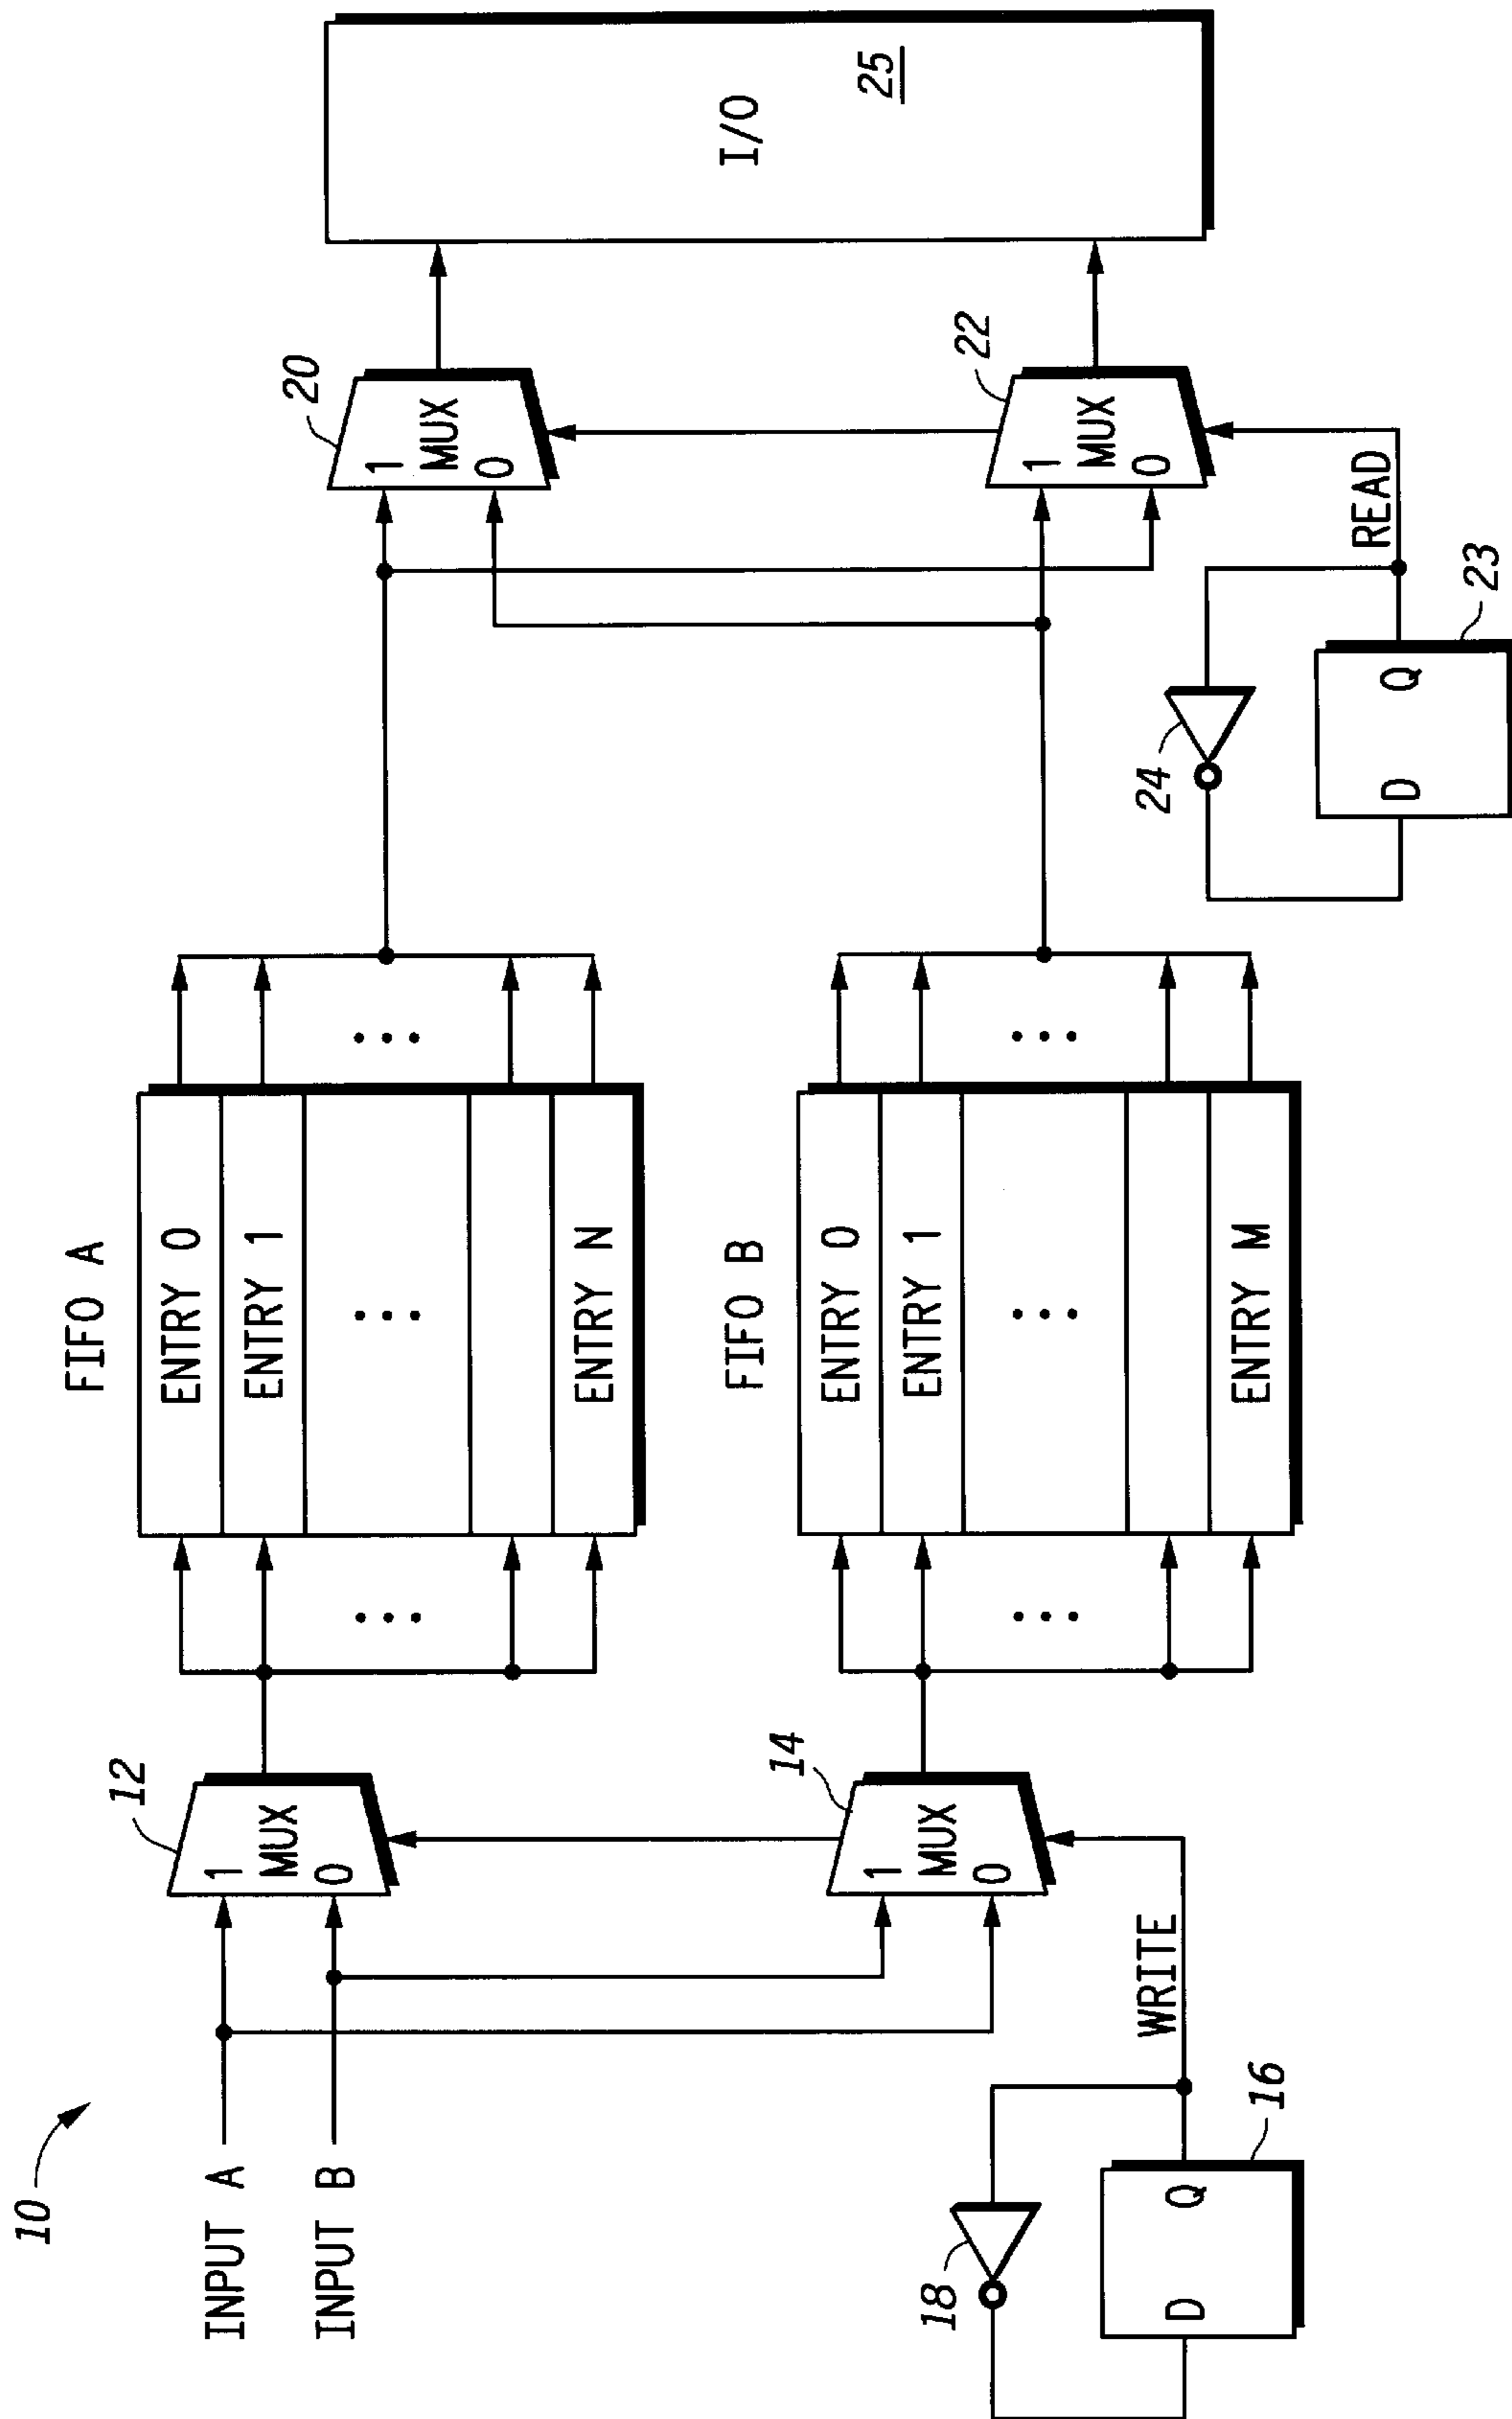 10
INPUT A
INPUT B
12
1
MUX
0
14
1
MUX
0
WRITE
18
16
D Q
FIFO A
ENTRY 0
ENTRY 1
...
ENTRY N
...
...
FIFO B
ENTRY 0
ENTRY 1
...
ENTRY M
...
...
20
1
MUX
0
22
1
MUX
0
READ
24
23
D Q
I/O
25